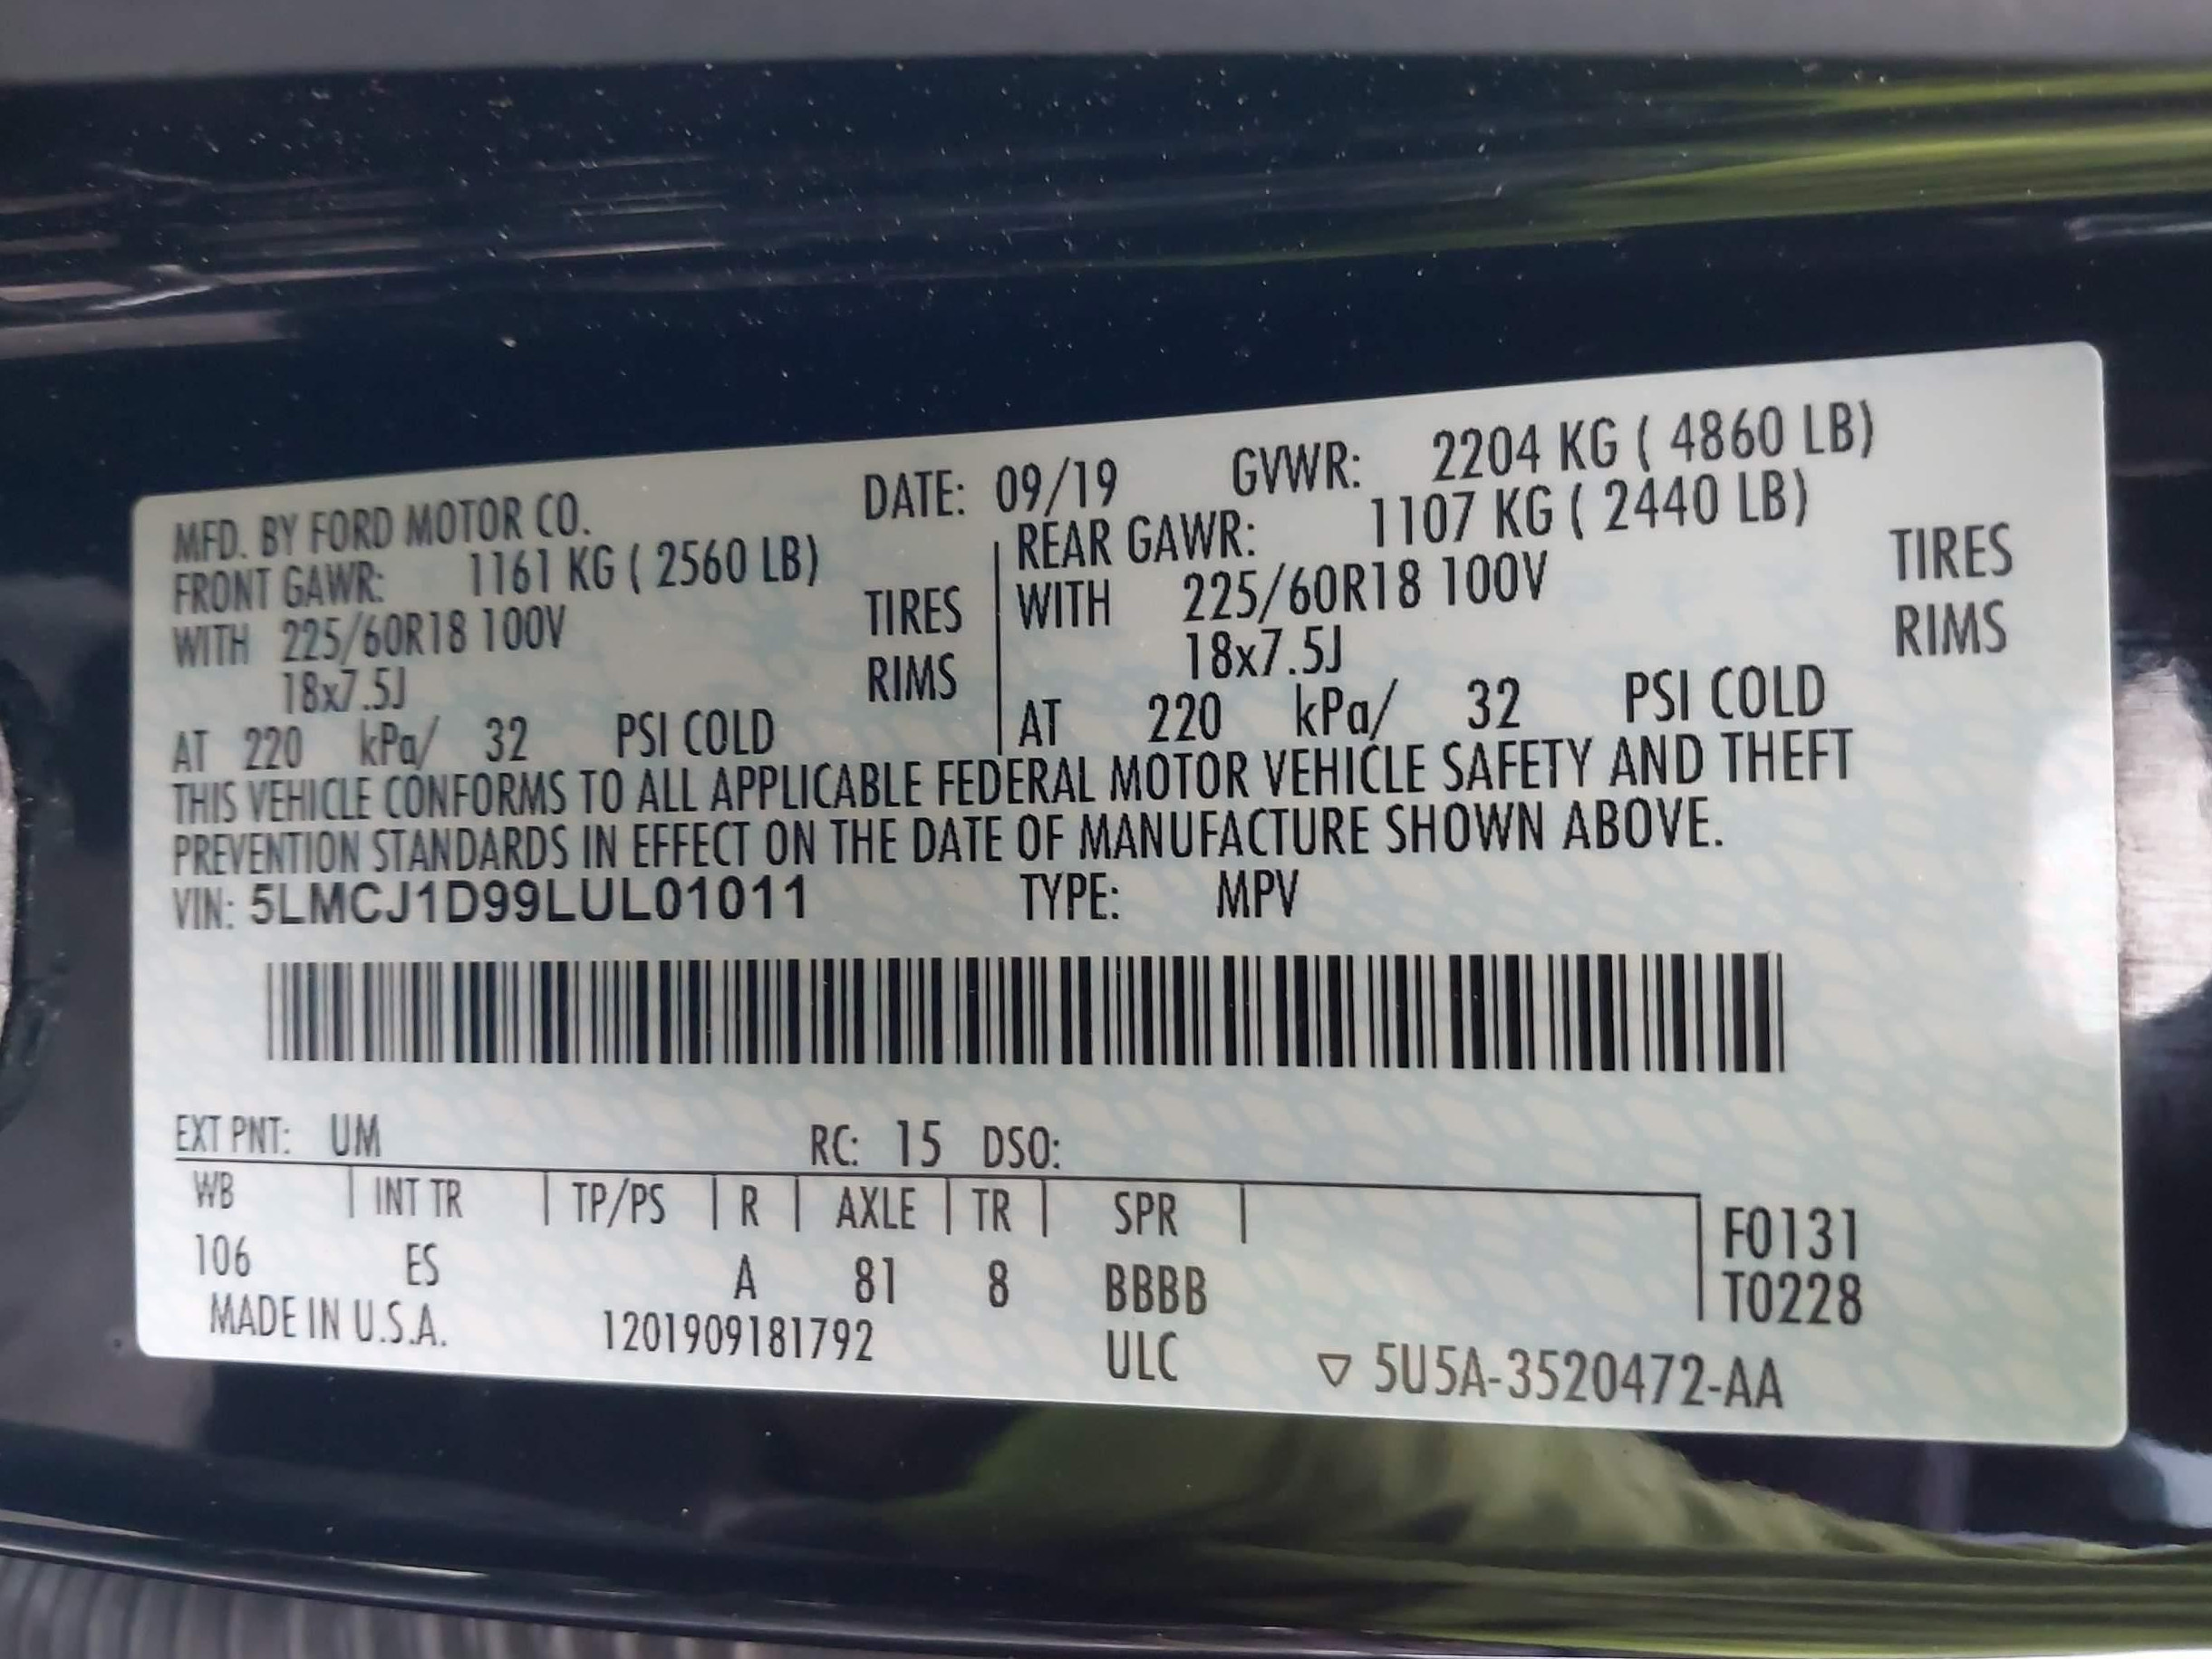 MFD. BY FORD MOTOR CO. DATE: 09/19 GVWR: 2204 KG ( 4860 LB)
FRONT GAWR: 1161 KG ( 2560 LB) REAR GAWR: 1107 KG ( 2440 LB)
WITH 225/60R18 100V TIRES WITH 225/60R18 100V TIRES
18x7.5J RIMS 18x7.5J RIMS
AT 220 kPa/ 32 PSI COLD AT 220 kPa/ 32 PSI COLD
THIS VEHICLE CONFORMS TO ALL APPLICABLE FEDERAL MOTOR VEHICLE SAFETY AND THEFT
PREVENTION STANDARDS IN EFFECT ON THE DATE OF MANUFACTURE SHOWN ABOVE.
VIN: 5LMCJ1D99LUL01011 TYPE: MPV
EXT PNT: UM RC: 15 DSO:
WB INT TR TP/PS R AXLE TR SPR F0131
106 ES A 81 8 BBBB T0228
MADE IN U.S.A. 1201909181792 ULC ▽ 5U5A-3520472-AA